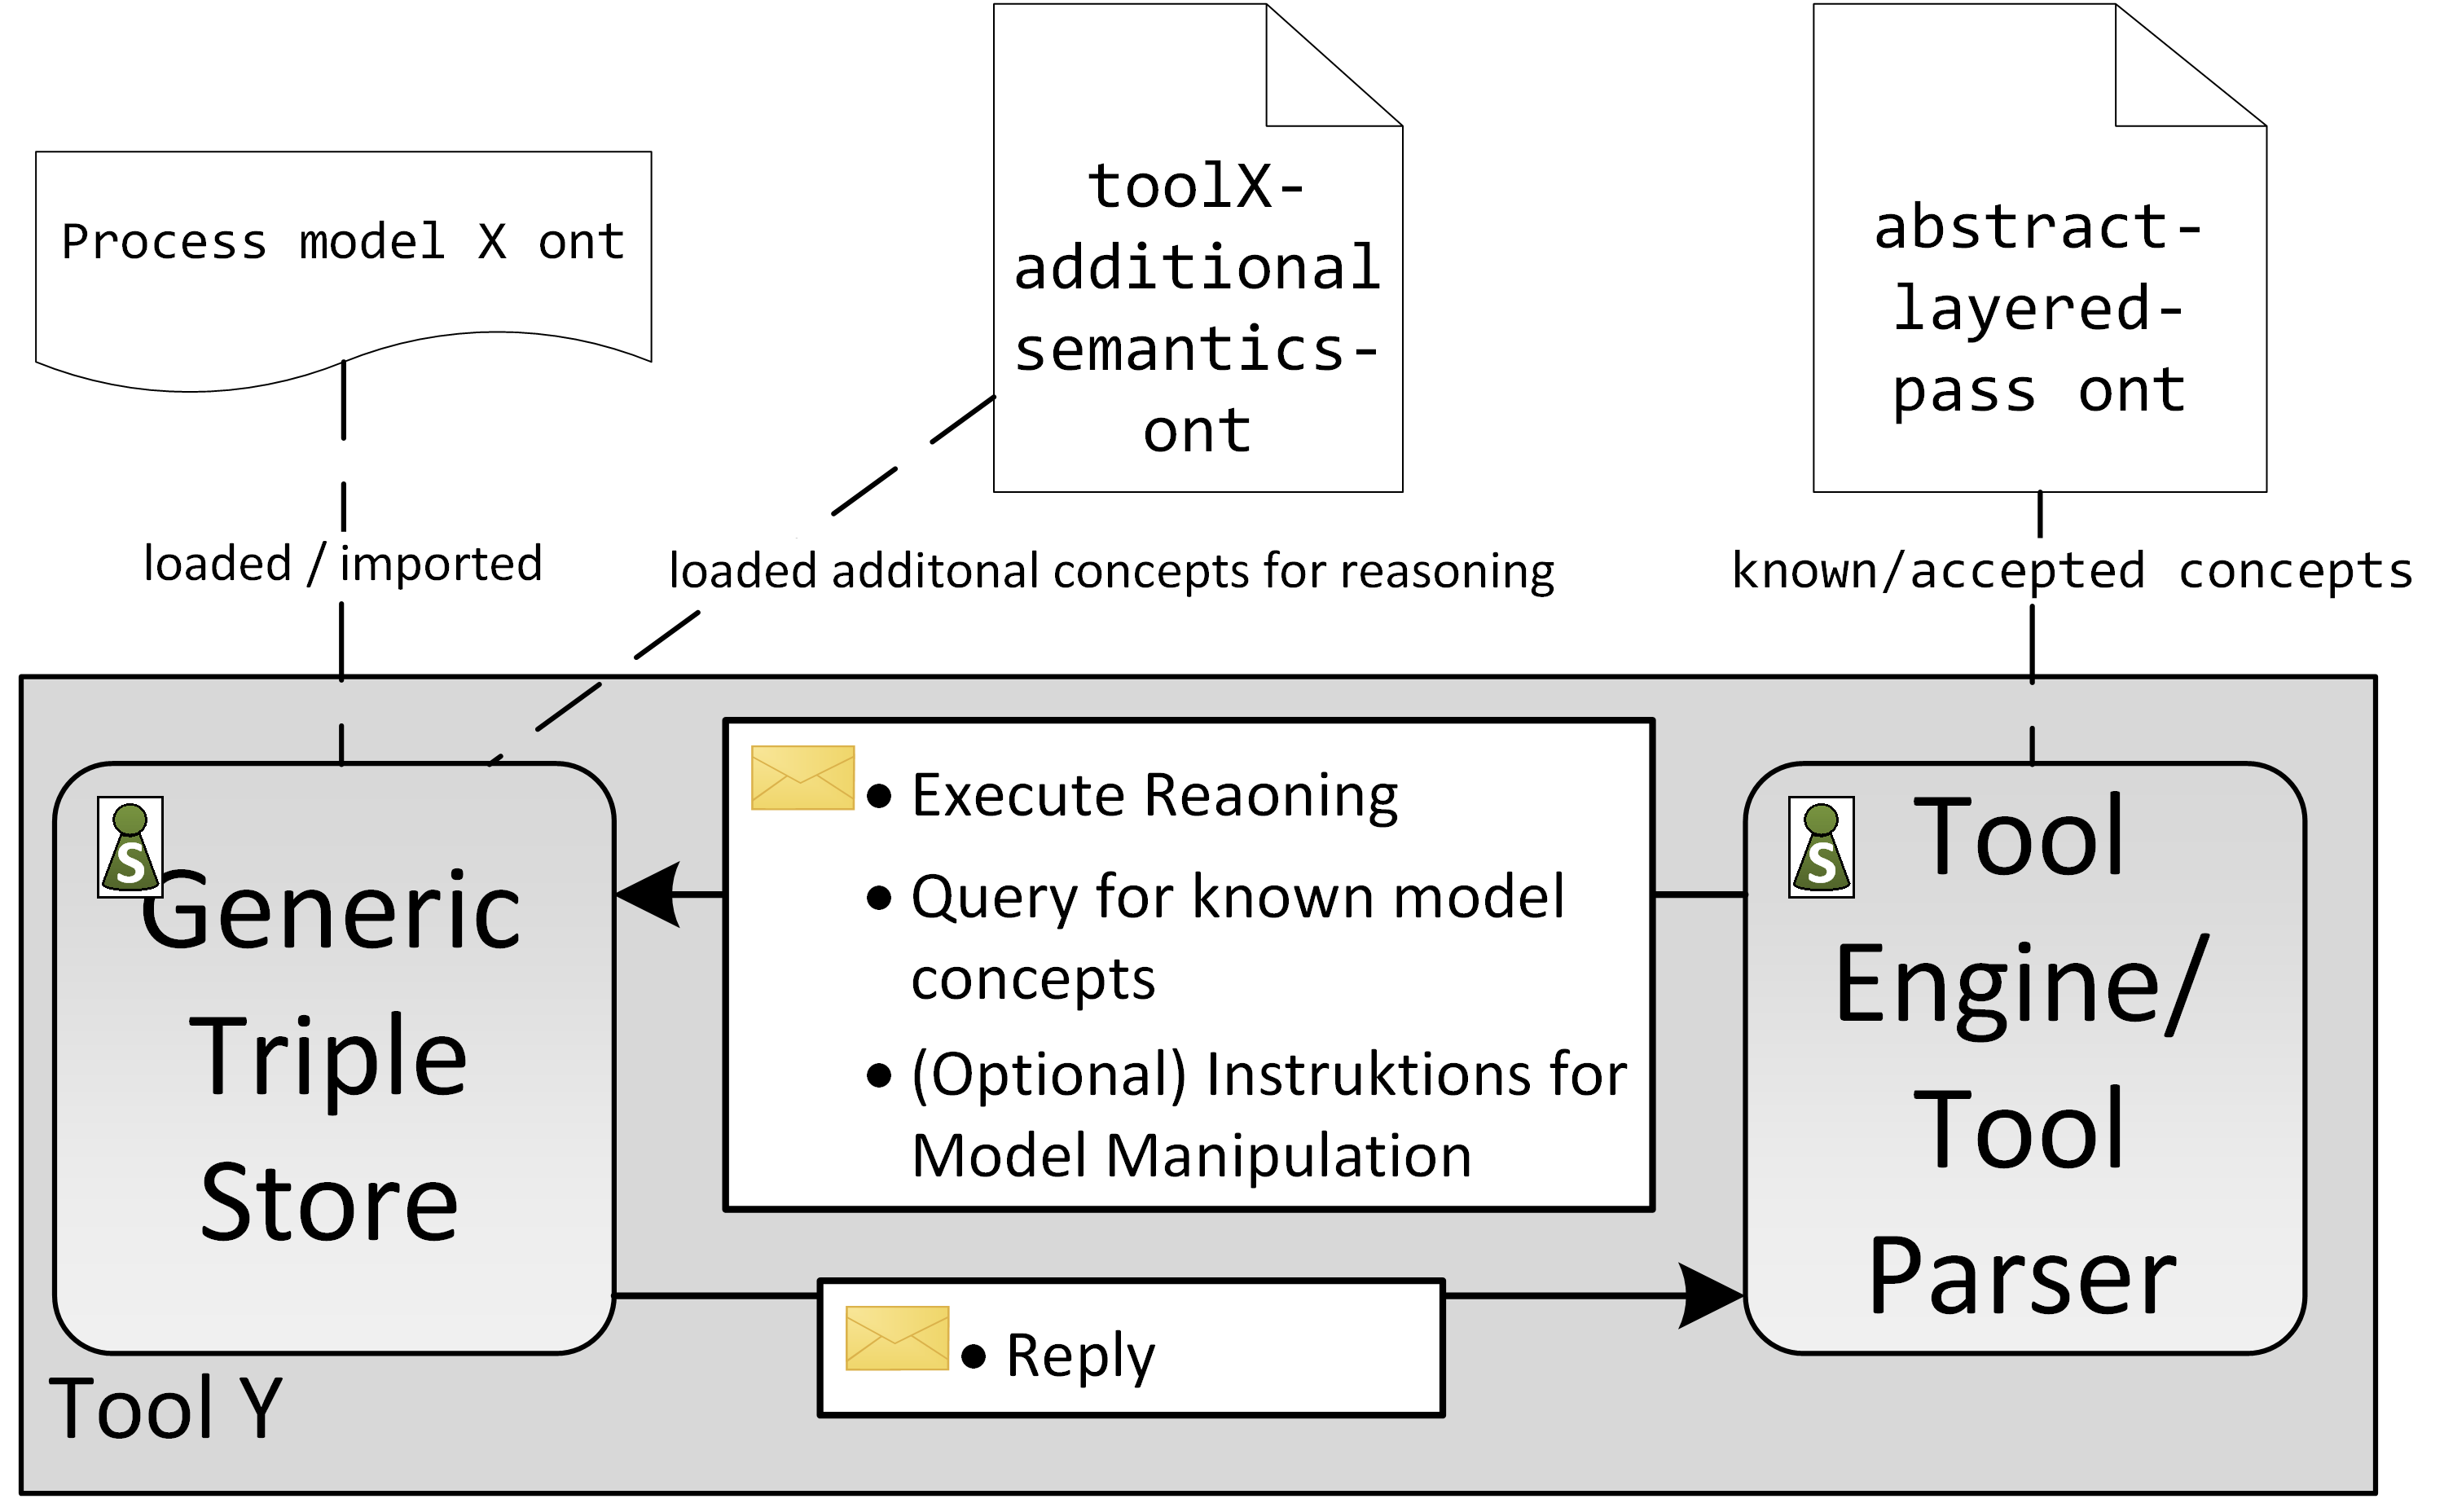 Process model X ont
toolX-
additional
semantics-
ont
abstract-
layered-
pass ont
loaded / imported
loaded additonal concepts for reasoning
known/accepted concepts
S
Generic
Triple
Store
• Execute Reaoning
• Query for known model
concepts
• (Optional) Instruktions for
Model Manipulation
S
Tool
Engine/
Tool
Parser
• Reply
Tool Y